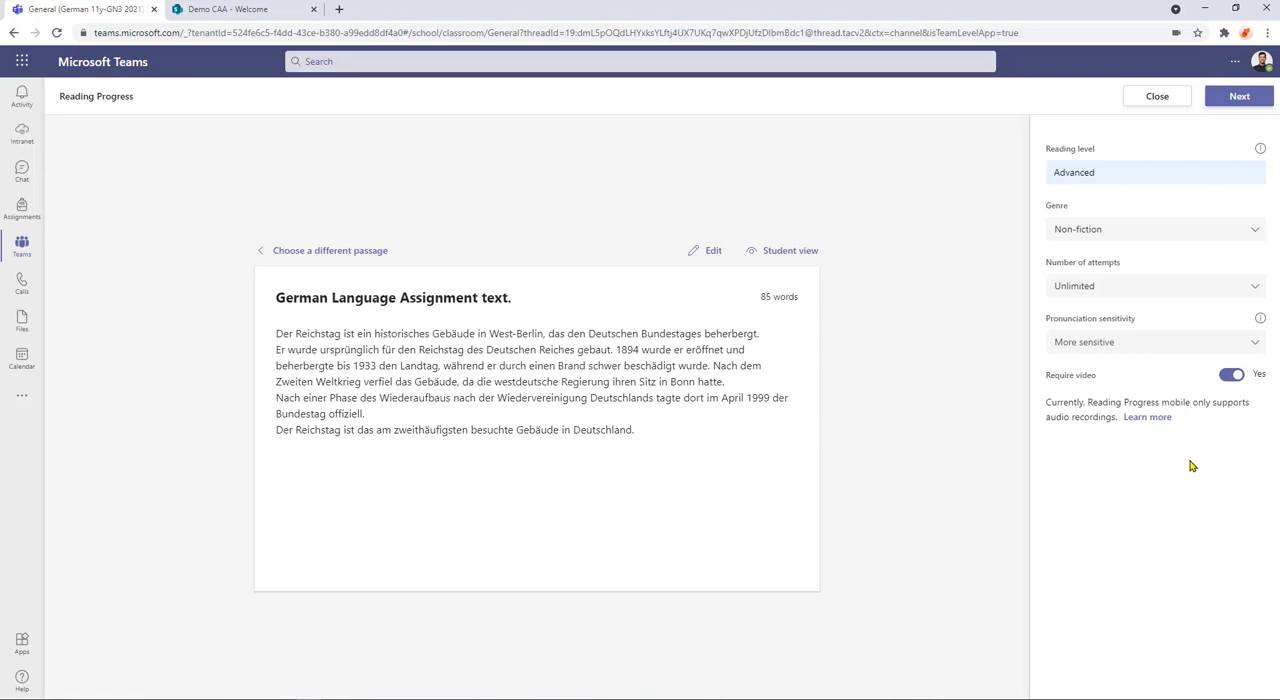 General (German 11y-GN3 2021)
Demo CAA - Welcome
teams.microsoft.com/_?tenantId=524fe6c5-f4dd-43ce-b380-a99edd8df4a0#/school/classroom/General?threadId=19:dmL5pOQdLHYxksYLftj4UX7UKq7qwXPDjUfzDlbmBdc1@thread.tacv2&ctx=channel&isTeamLevelApp=true
Microsoft Teams
Search
Activity
Intranet
Chat
Assignments
Teams
Calls
Files
Calendar
Apps
Help
Reading Progress
Close
Next
Choose a different passage
Edit
Student view
German Language Assignment text.
85 words
Der Reichstag ist ein historisches Gebäude in West-Berlin, das den Deutschen Bundestages beherbergt.
Er wurde ursprünglich für den Reichstag des Deutschen Reiches gebaut. 1894 wurde er eröffnet und
beherbergte bis 1933 den Landtag, während er durch einen Brand schwer beschädigt wurde. Nach dem
Zweiten Weltkrieg verfiel das Gebäude, da die westdeutsche Regierung ihren Sitz in Bonn hatte.
Nach einer Phase des Wiederaufbaus nach der Wiedervereinigung Deutschlands tagte dort im April 1999 der
Bundestag offiziell.
Der Reichstag ist das am zweithäufigsten besuchte Gebäude in Deutschland.
Reading level
Advanced
Genre
Non-fiction
Number of attempts
Unlimited
Pronunciation sensitivity
More sensitive
Require video
Yes
Currently, Reading Progress mobile only supports
audio recordings. Learn more